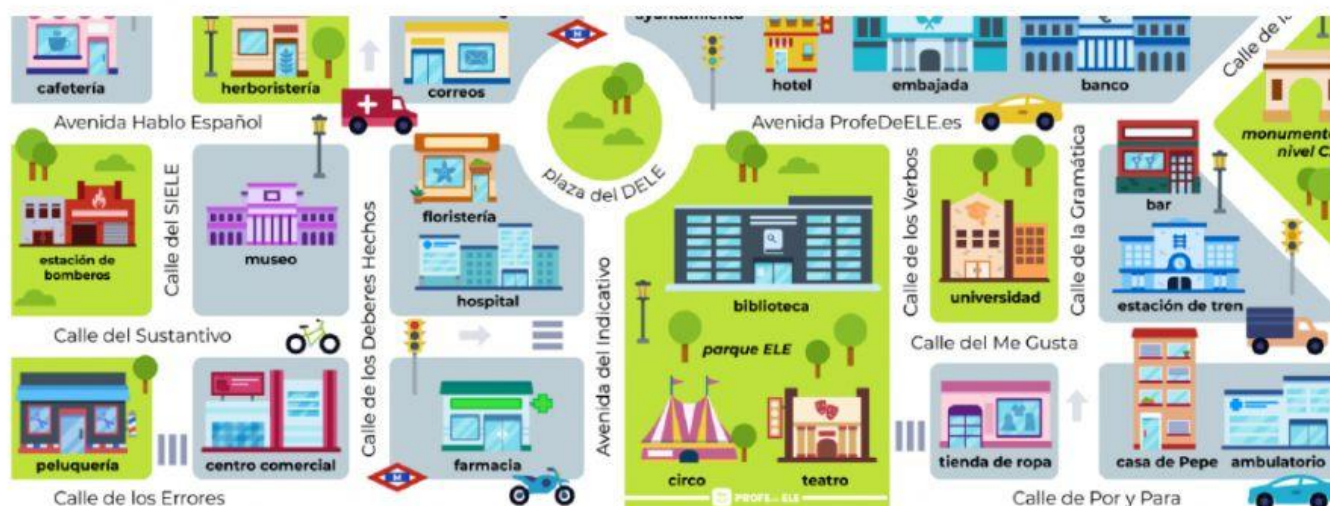 ayuntamiento
Calle de la
hotel
embajada
banco
cafetería
herboristería
correos
Avenida Hablo Español
Avenida ProfeDeELE.es
monumento
nivel C
plaza del DELE
Calle del SIELE
Calle de los Deberes Hechos
Avenida del Indicativo
Calle de los Verbos
Calle de la Gramática
bar
floristería
estación de
bomberos
museo
hospital
biblioteca
universidad
estación de tren
Calle del Sustantivo
parque ELE
Calle del Me Gusta
peluquería
centro comercial
farmacia
circo
teatro
tienda de ropa
casa de Pepe
ambulatorio
Calle de los Errores
PROFE DE ELE
Calle de Por y Para